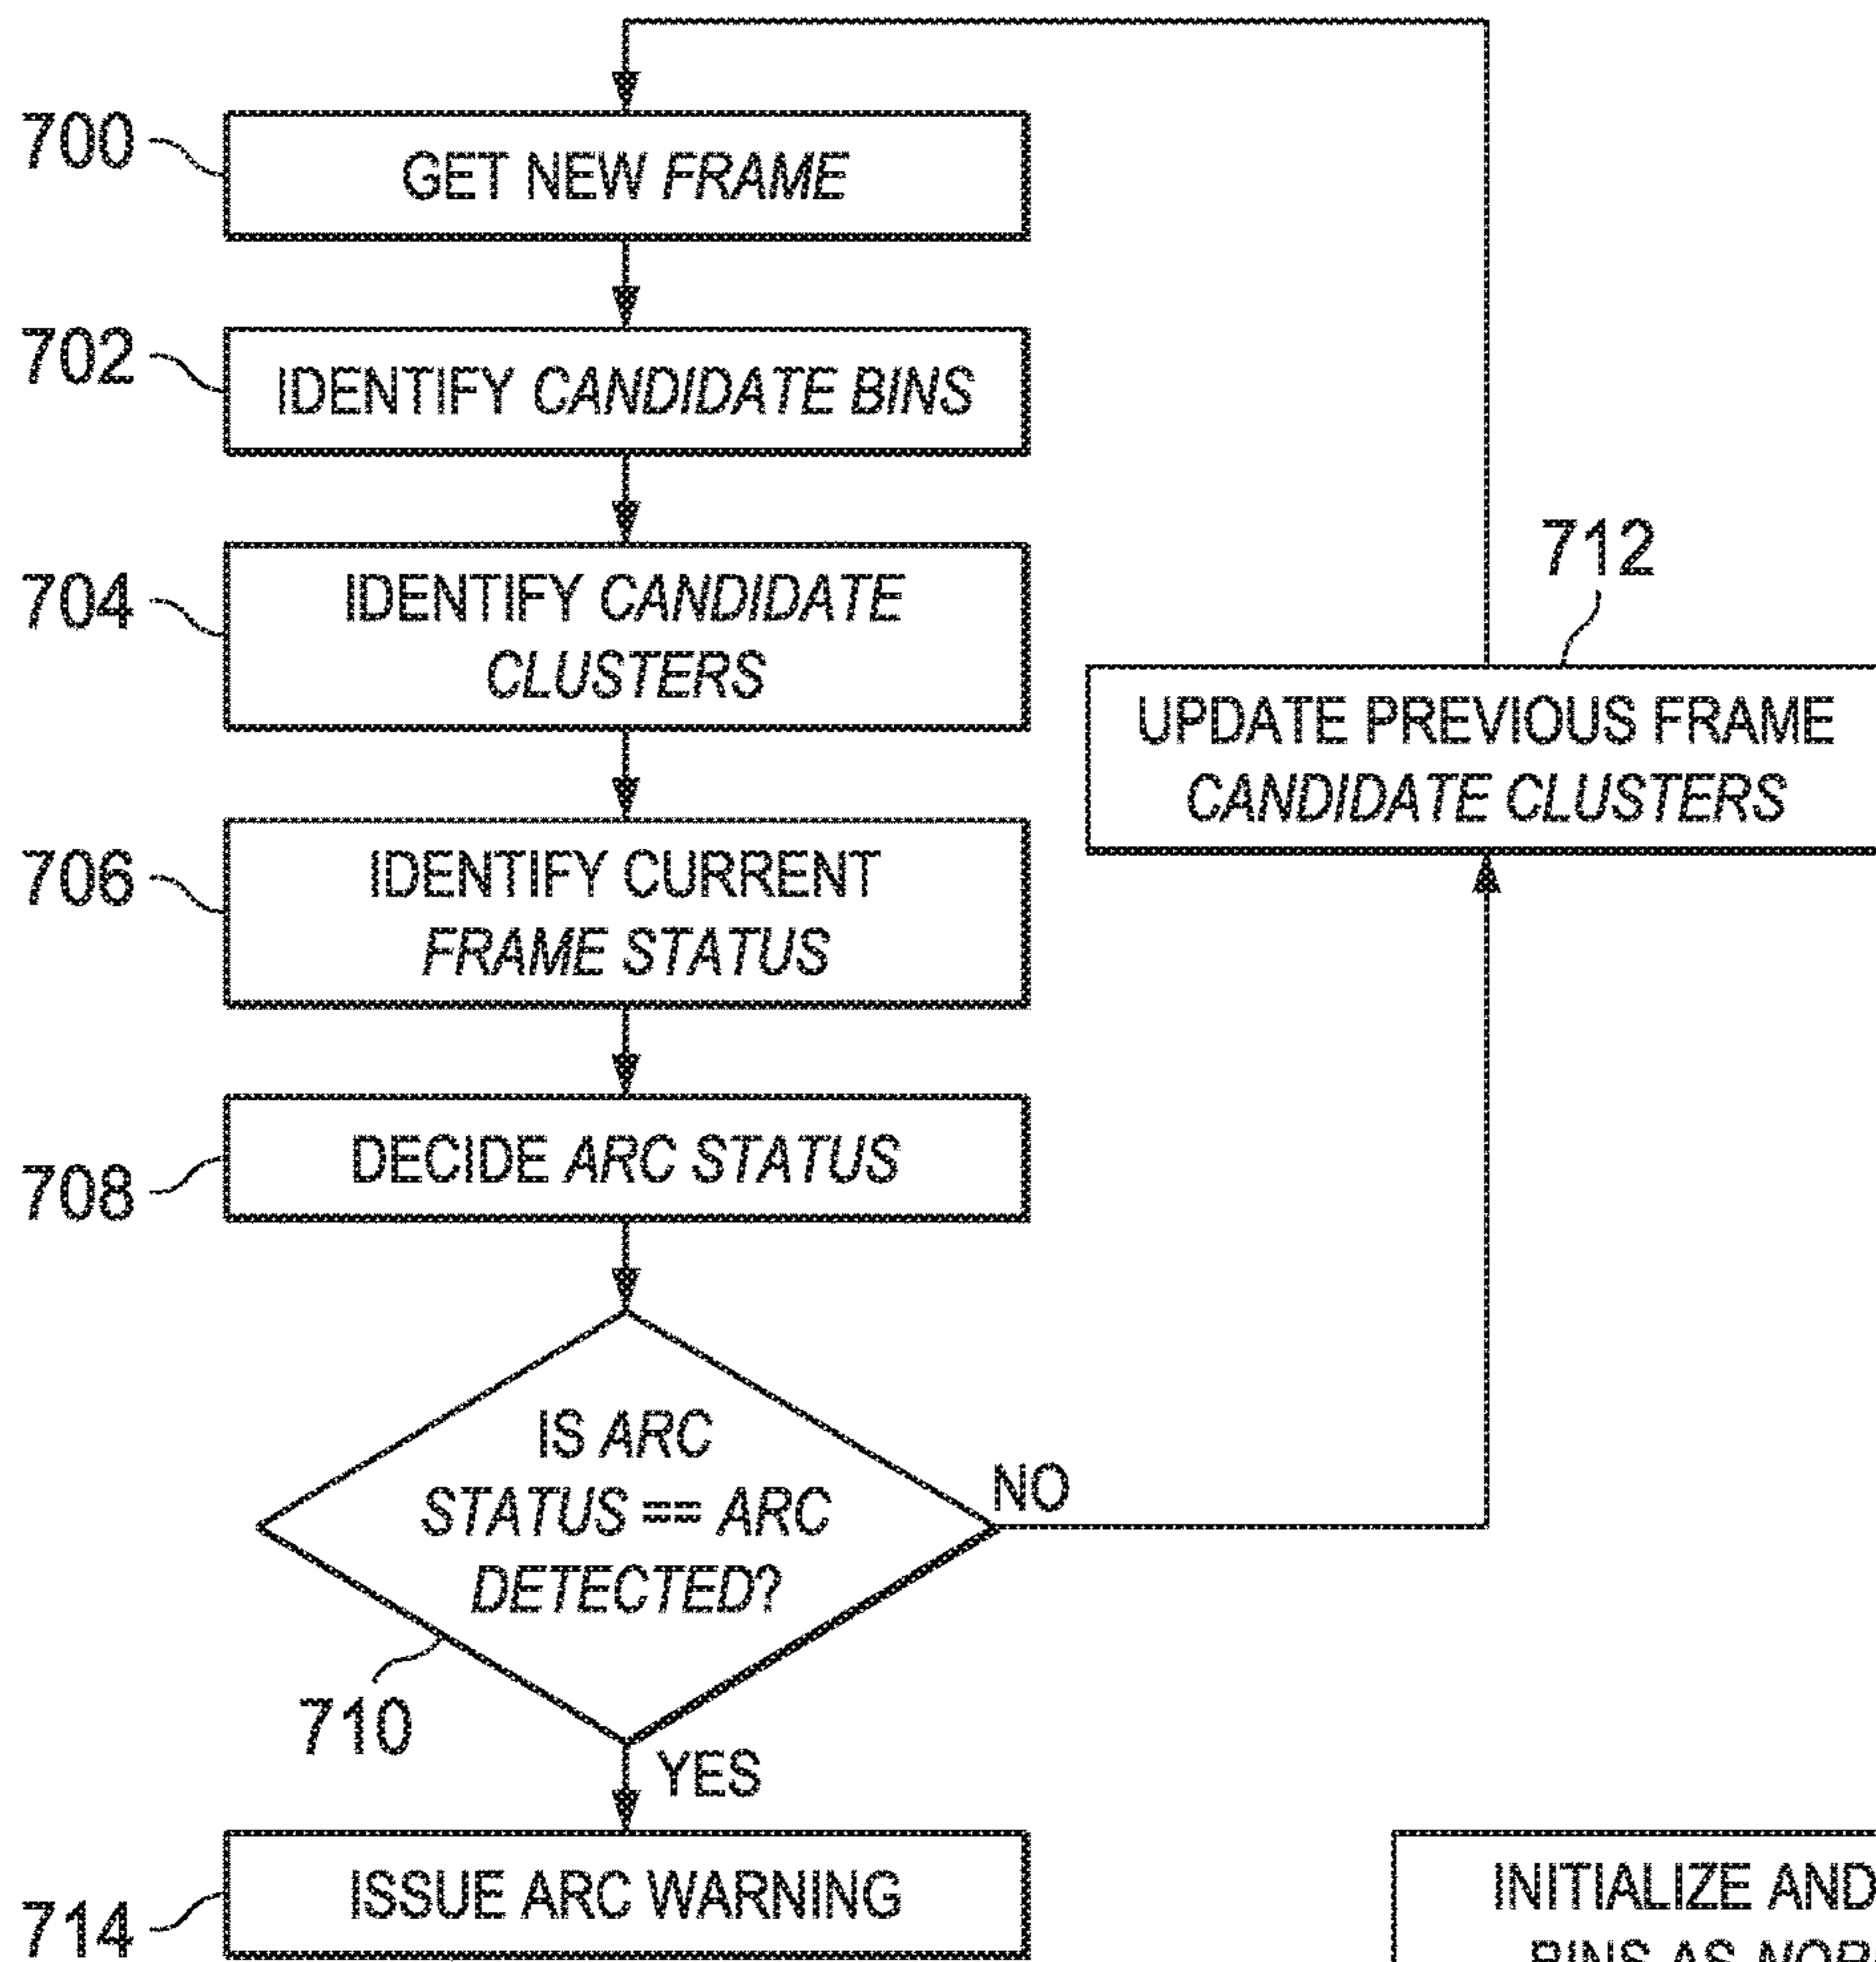 700
GET NEW FRAME
702
IDENTIFY CANDIDATE BINS
704
IDENTIFY CANDIDATE
CLUSTERS
712
UPDATE PREVIOUS FRAME
CANDIDATE CLUSTERS
706
IDENTIFY CURRENT
FRAME STATUS
708
DECIDE ARC STATUS
IS ARC
STATUS == ARC
DETECTED?
NO
710
YES
714
ISSUE ARC WARNING
INITIALIZE AND
BINS AS